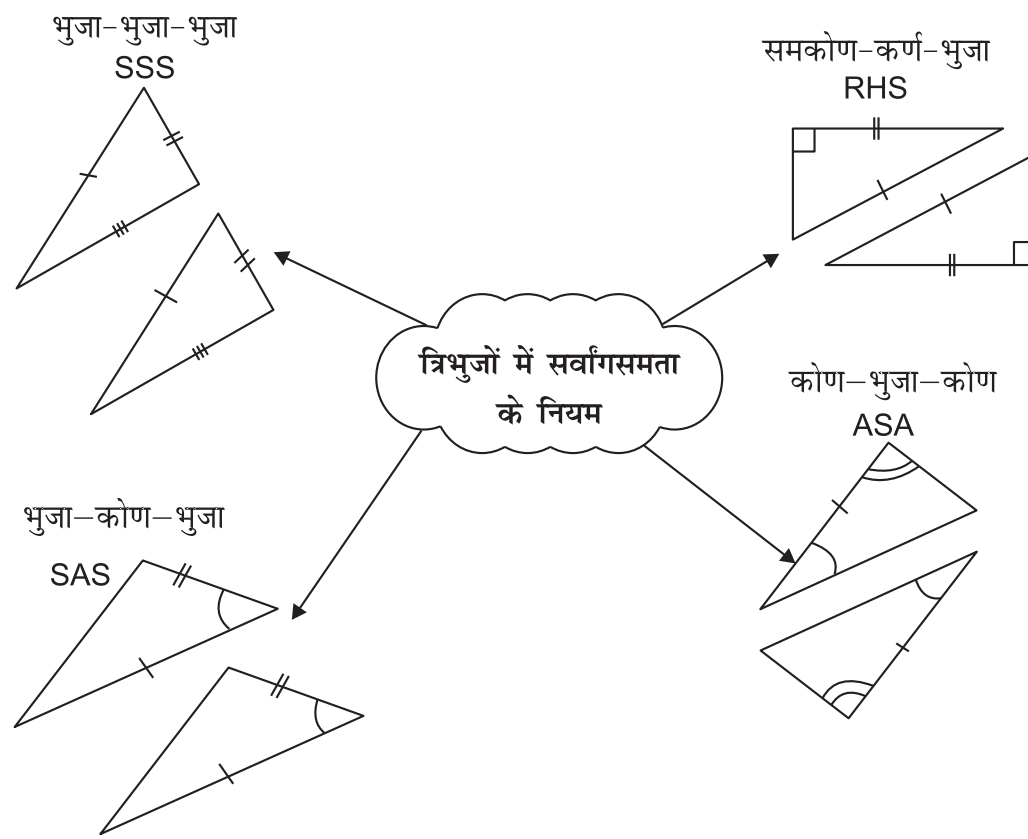 भुजा-भुजा-भुजा
SSS
समकोण-कर्ण-भुजा
RHS
त्रिभुजों में सर्वांगसमता
के नियम
कोण-भुजा-कोण
ASA
भुजा-कोण-भुजा
SAS